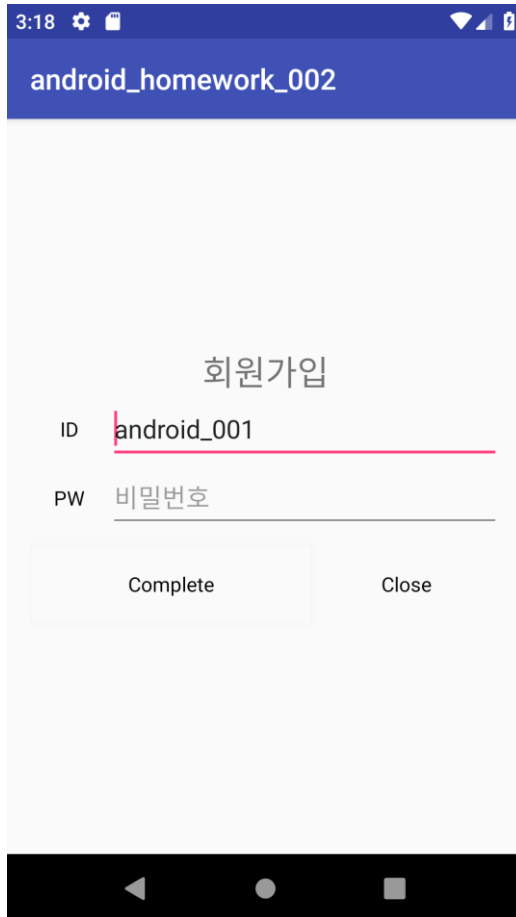 3:18
android_homework_002
회원가입
ID android_001
PW 비밀번호
Complete Close